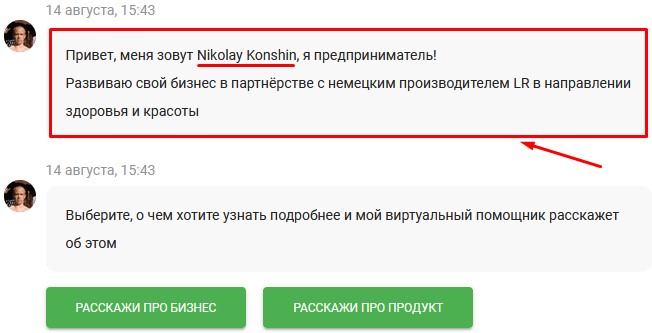 14 августа, 15:43
Привет, меня зовут Nikolay Konshin, я предприниматель!
Развиваю свой бизнес в партнёрстве с немецким производителем LR в направлении
здоровья и красоты
14 августа, 15:43
Выберите, о чем хотите узнать подробнее и мой виртуальный помощник расскажет
об этом
РАССКАЖИ ПРО БИЗНЕС
РАССКАЖИ ПРО ПРОДУКТ